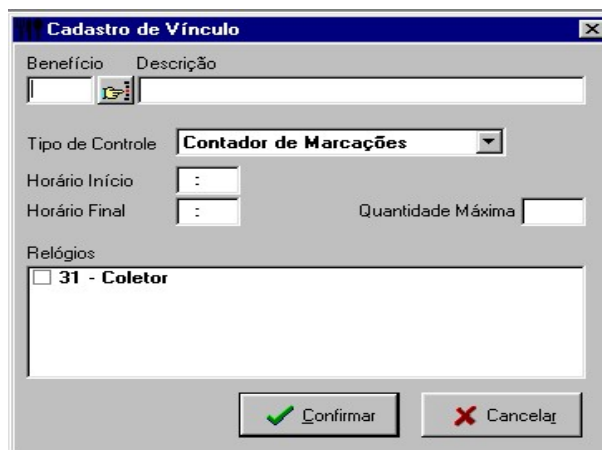 Cadastro de Vínculo
Benefício Descrição
Tipo de Controle Contador de Marcações
Horário Início :
Horário Final : Quantidade Máxima
Relógios
31 - Coletor
Confirmar Cancelar